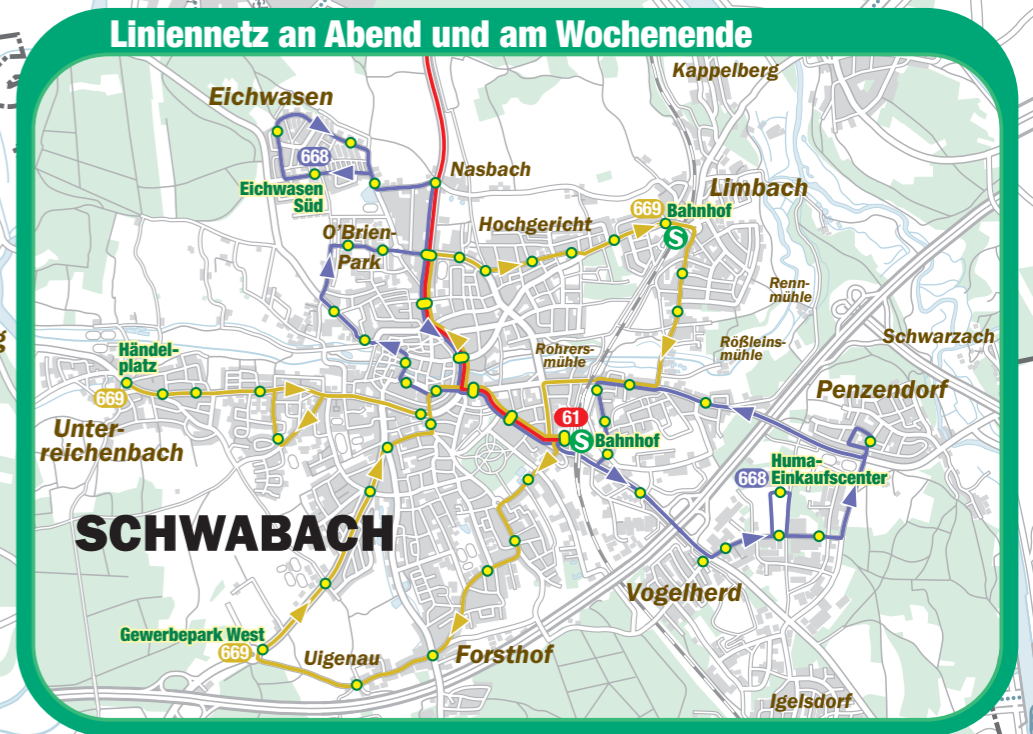 Liniennetz an Abend und am Wochenende
Kappelberg
Eichwasen
668
Nasbach
Limbach
Eichwasen
Süd
669 Bahnhof
S
Hochgericht
O'Brien-
Park
Renn-
mühle
Händel-
platz
Rohrers-
mühle
Rößleins-
mühle
Schwarzach
669
Penzendorf
61
Unter-
reichenbach
S Bahnhof
Huma-
668 Einkaufscenter
SCHWABACH
Vogelherd
Gewerbepark West
669
Uigenau
Forsthof
Igelsdorf